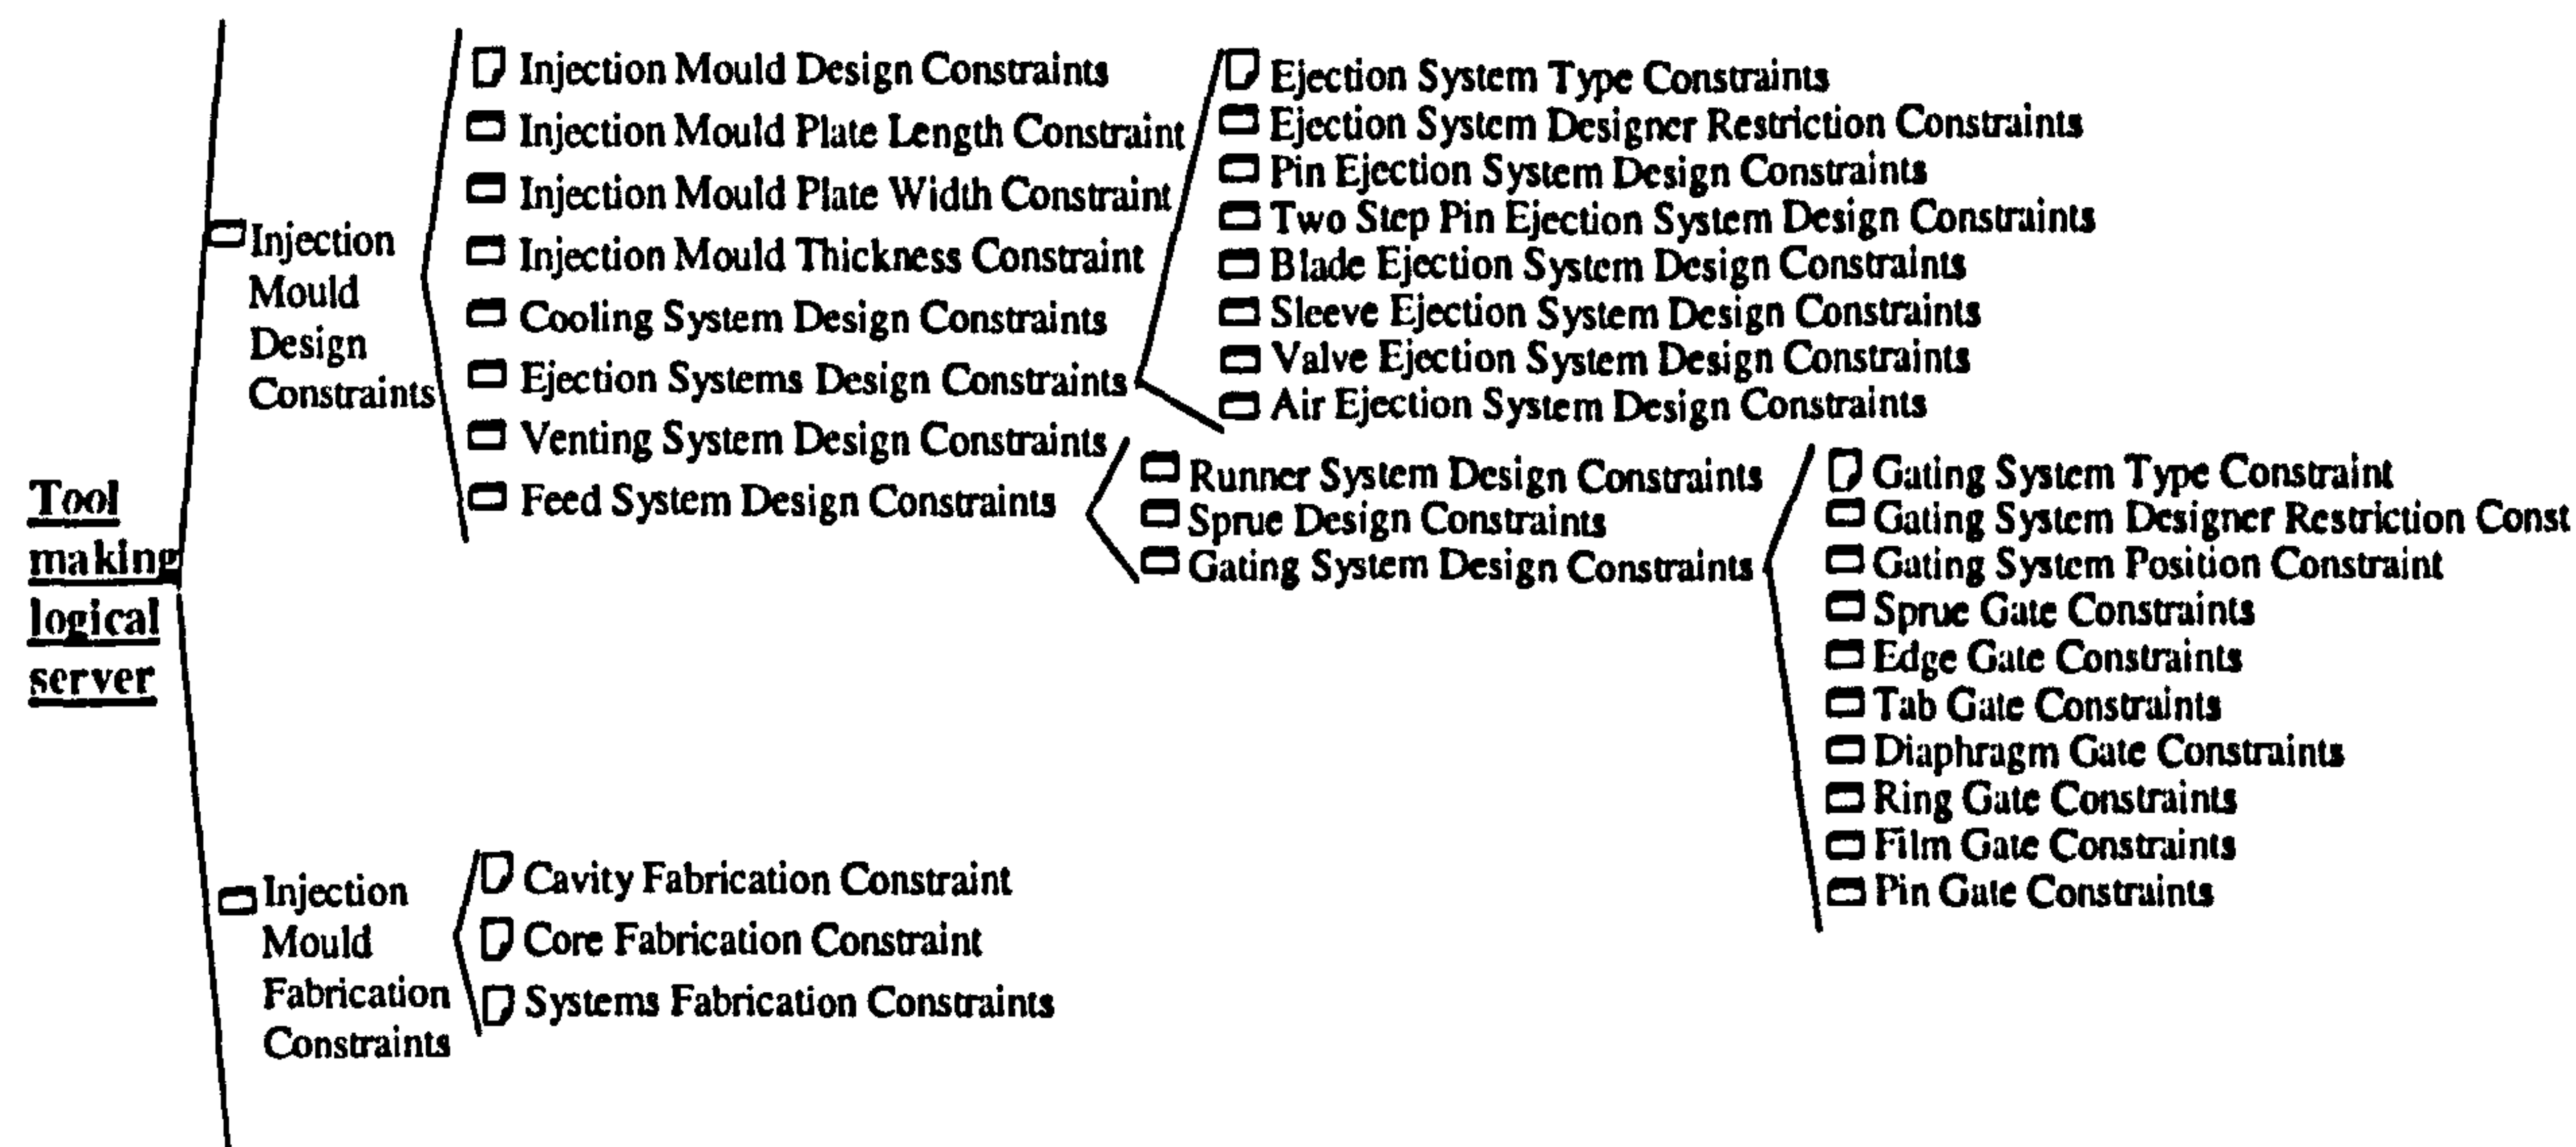 Tool
making
logical
server
Injection
Mould
Design
Constraints
Injection Mould Design Constraints
Injection Mould Plate Length Constraint
Injection Mould Plate Width Constraint
Injection Mould Thickness Constraint
Cooling System Design Constraints
Ejection Systems Design Constraints
Venting System Design Constraints
Feed System Design Constraints
Ejection System Type Constraints
Ejection System Designer Restriction Constraints
Pin Ejection System Design Constraints
Two Step Pin Ejection System Design Constraints
Blade Ejection System Design Constraints
Sleeve Ejection System Design Constraints
Valve Ejection System Design Constraints
Air Ejection System Design Constraints
Runner System Design Constraints
Sprue Design Constraints
Gating System Design Constraints
Gating System Type Constraint
Gating System Designer Restriction Const
Gating System Position Constraint
Sprue Gate Constraints
Edge Gate Constraints
Tab Gate Constraints
Diaphragm Gate Constraints
Ring Gate Constraints
Film Gate Constraints
Pin Gate Constraints
Injection
Mould
Fabrication
Constraints
Cavity Fabrication Constraint
Core Fabrication Constraint
Systems Fabrication Constraints